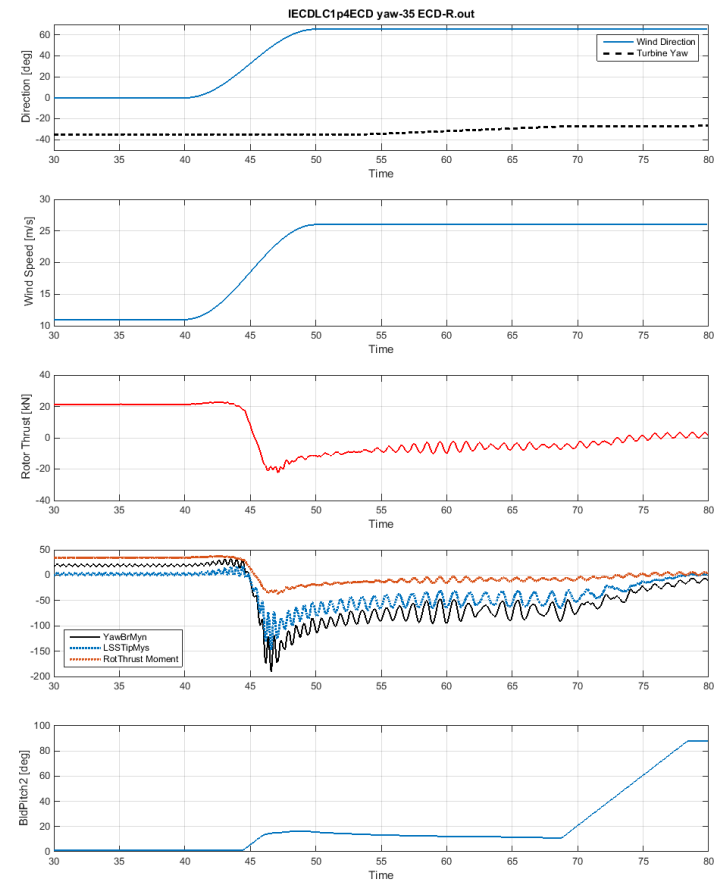 IECDLC1p4ECD yaw-35 ECD-R.out
Direction [deg]
60
40
20
0
-20
-40
Wind Direction
Turbine Yaw
30 35 40 45 50 55 60 65 70 75 80
Time
Wind Speed [m/s]
30
25
20
15
10
30 35 40 45 50 55 60 65 70 75 80
Time
Rotor Thrust [kN]
40
20
0
-20
-40
30 35 40 45 50 55 60 65 70 75 80
Time
50
0
-50
-100
-150
-200
YawBrMyn
LSSTipMys
RotThrust Moment
30 35 40 45 50 55 60 65 70 75 80
BldPitch2 [deg]
100
80
60
40
20
0
30 35 40 45 50 55 60 65 70 75 80
Time